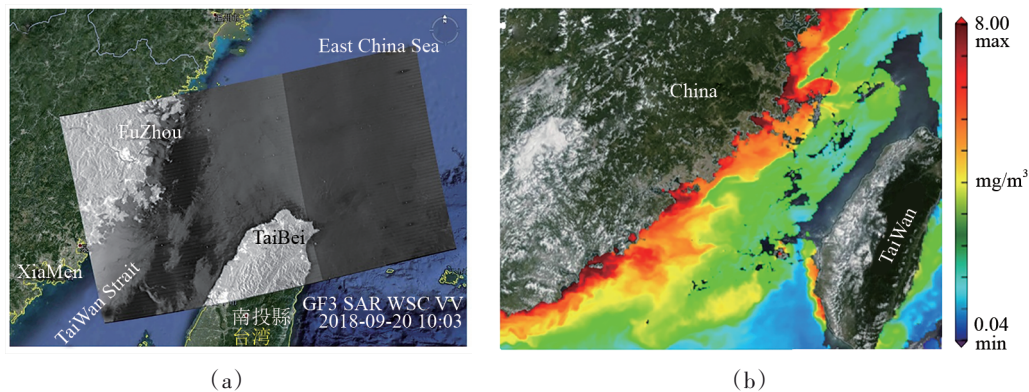 East China Sea
FuZhou
TaiBei
XiaMen
TaiWan Strait
GF3 SAR WSC VV
2018-09-20 10:03
南投縣
台湾
(a)
China
TaiWan
8.00
max
mg/m³
0.04
min
(b)